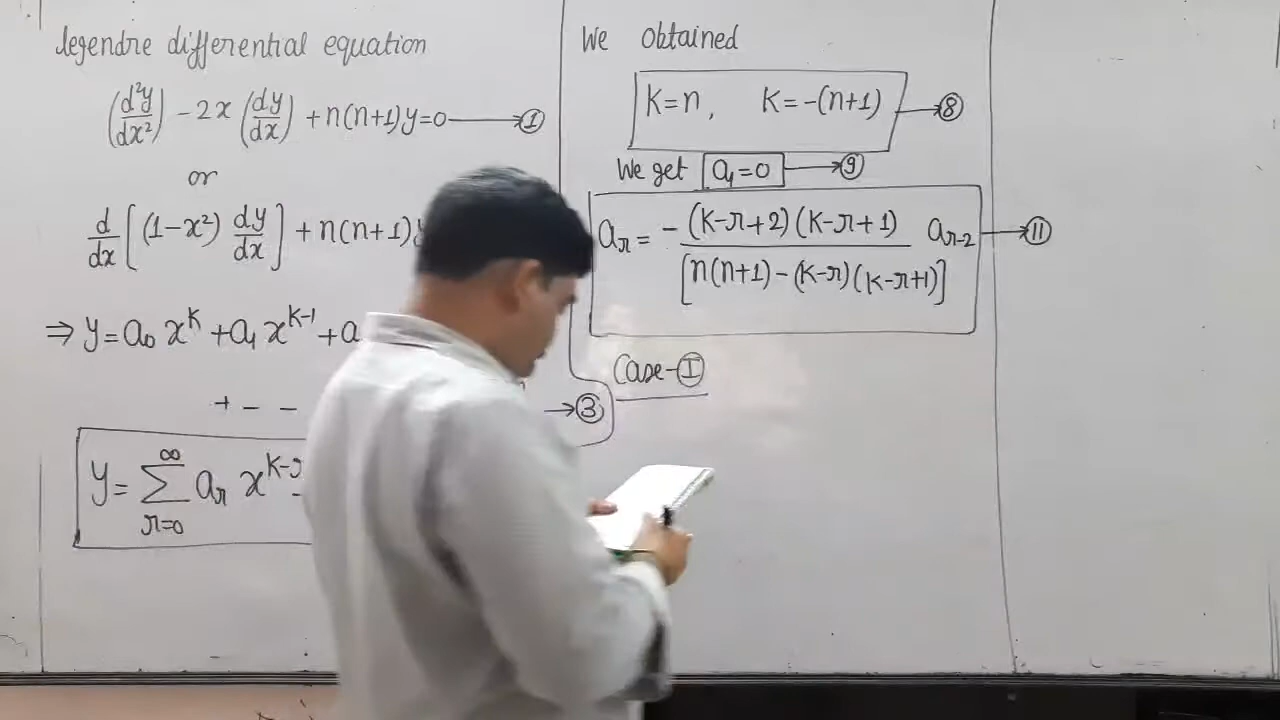 legendre differential equation
(d²y/dx²) - 2x (dy/dx) + n(n+1)y=0 → ①
or
d/dx [(1-x²) dy/dx] + n(n+1)
⇒ y = a₀ x^k + a₁ x^(k-1) + a
+ - -
→ ③
y = ∑_(r=0)^∞ aᵣ x^(k-r
We obtained
K=n, K=-(n+1) → ⑧
We get a₁=0 → ⑨
aᵣ = - (k-r+2)(k-r+1) / [n(n+1)-(k-r)(k-r+1)] aᵣ₋₂ → ⑪
Case-Ⓘ